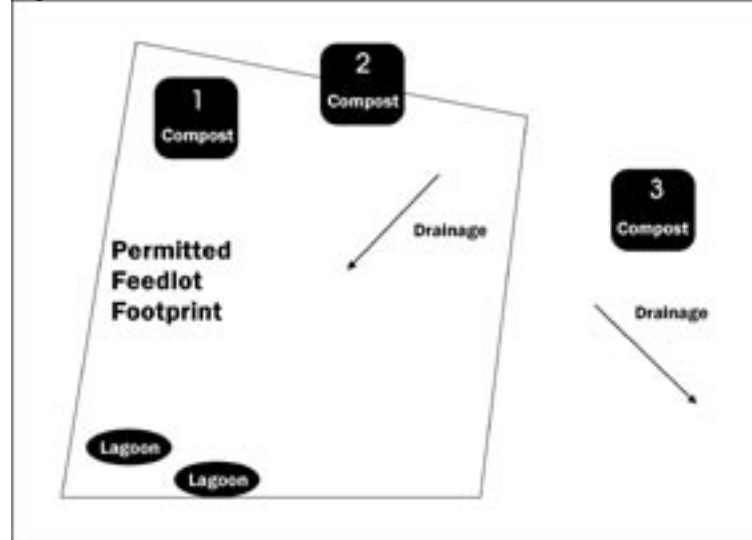 1
Compost
2
Compost
3
Compost
Drainage
Permitted
Feedlot
Footprint
Drainage
Lagoon
Lagoon